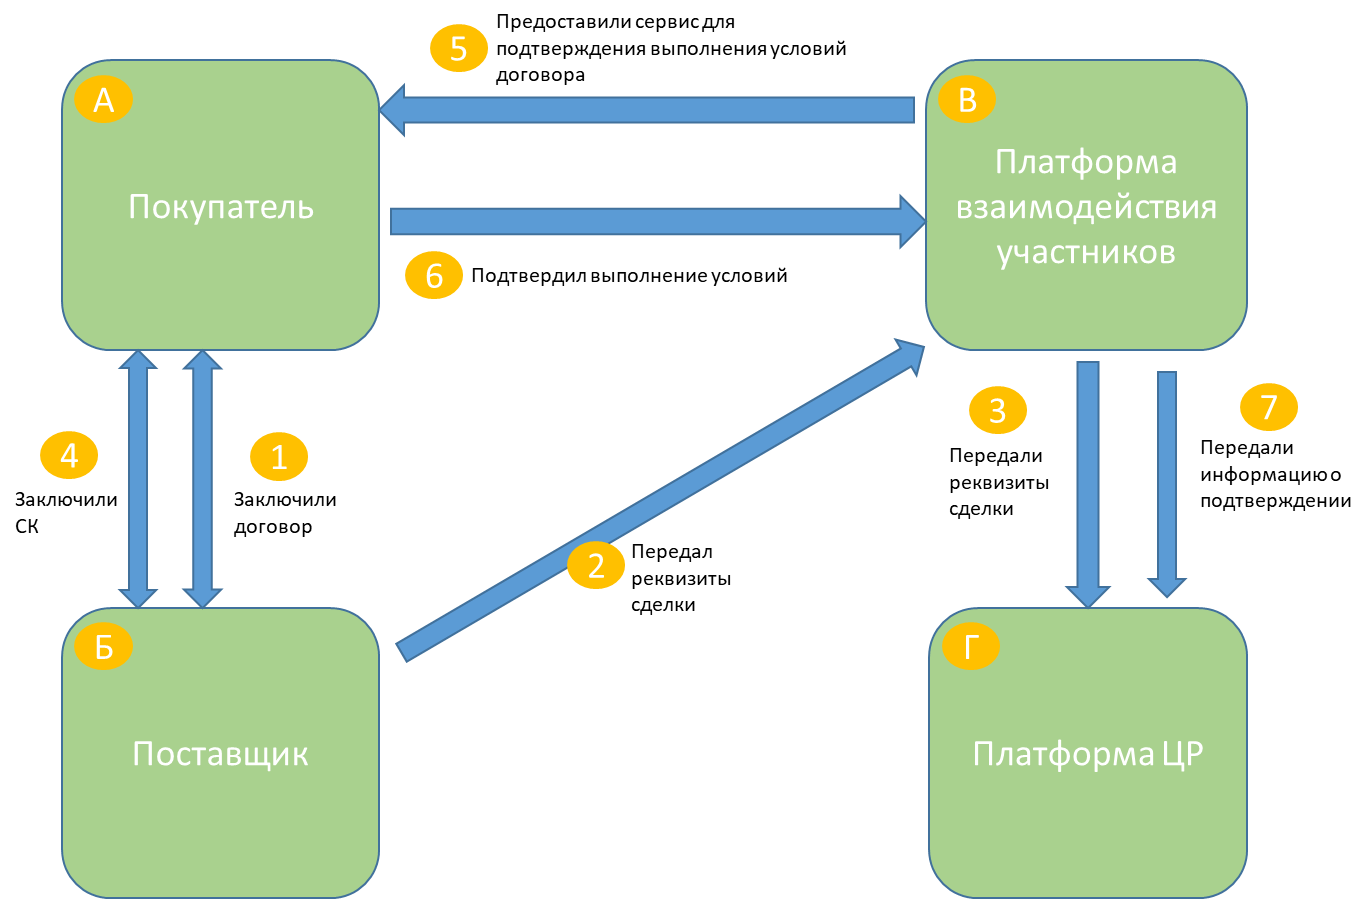 5
Предоставили сервис для
подтверждения выполнения условий
договора
А
Покупатель
В
Платформа
взаимодействия
участников
6
Подтвердил выполнение условий
4
Заключили
СК
1
Заключили
договор
3
Передали
реквизиты
сделки
7
Передали
информацию о
подтверждении
2
Передал
реквизиты
сделки
Б
Поставщик
Г
Платформа ЦР